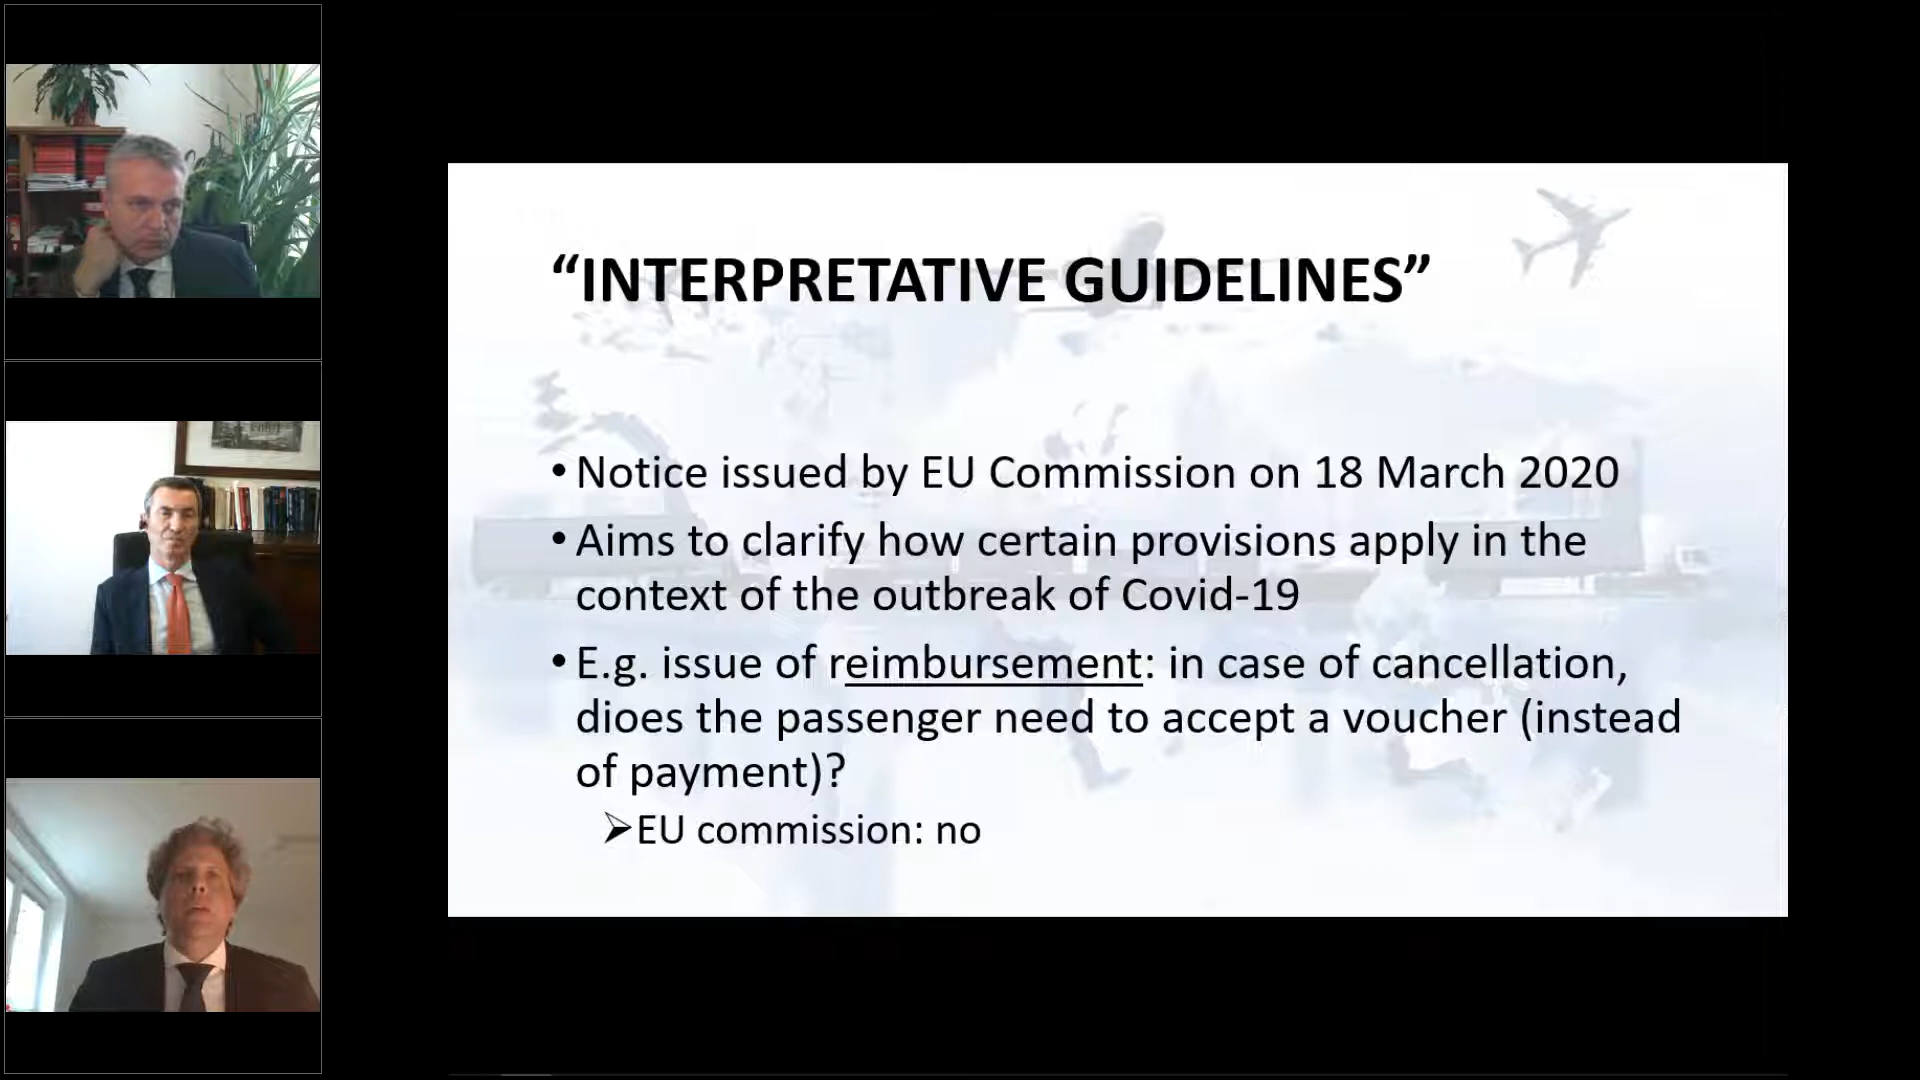 “INTERPRETATIVE GUIDELINES”
• Notice issued by EU Commission on 18 March 2020
• Aims to clarify how certain provisions apply in the
context of the outbreak of Covid-19
• E.g. issue of reimbursement: in case of cancellation,
dioes the passenger need to accept a voucher (instead
of payment)?
➢EU commission: no